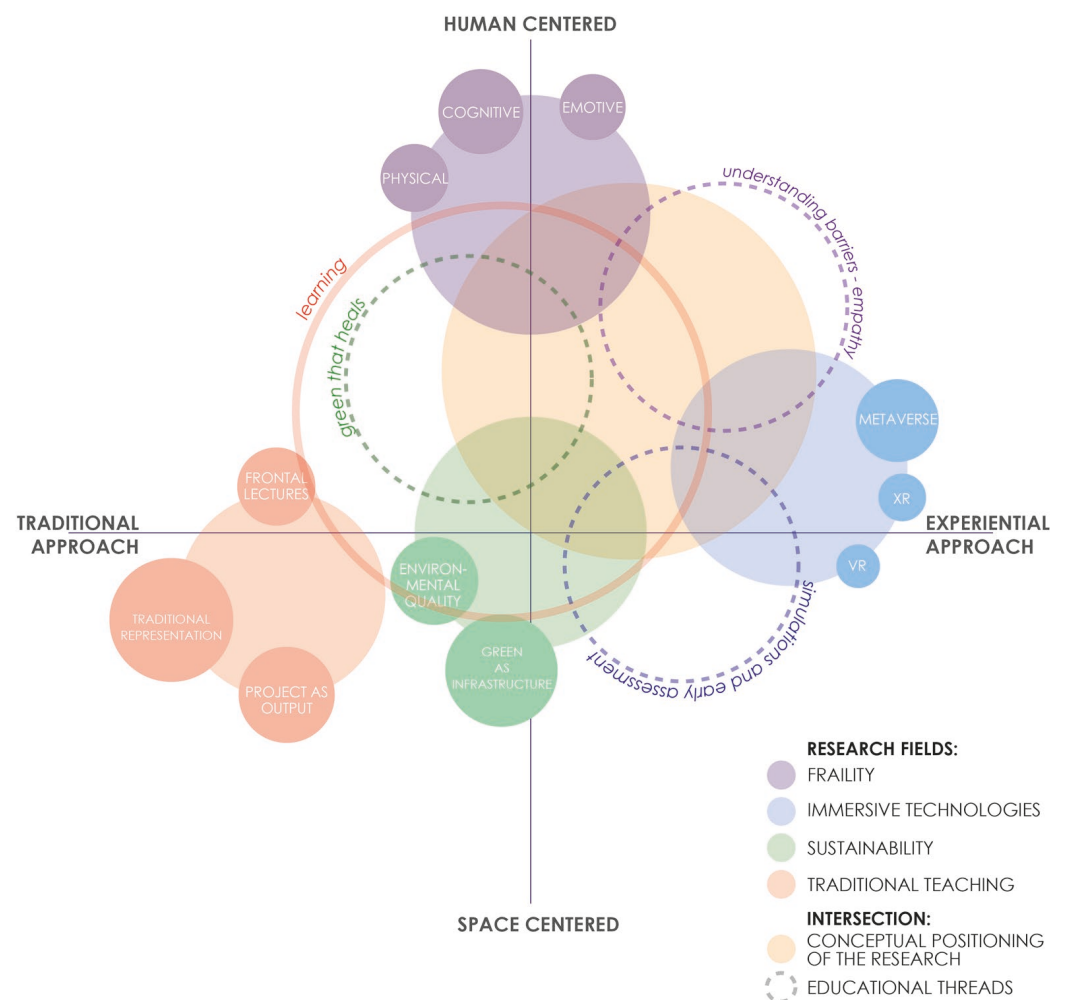 HUMAN CENTERED
COGNITIVE
EMOTIVE
PHYSICAL
understanding barriers - empathy
learning
green that heals
METAVERSE
FRONTAL
LECTURES
XR
TRADITIONAL
APPROACH
EXPERIENTIAL
APPROACH
ENVIRON-
MENTAL
QUALITY
VR
TRADITIONAL
REPRESENTATION
simulations and early assessment
GREEN
AS
INFRASTRUCTURE
PROJECT AS
OUTPUT
SPACE CENTERED
RESEARCH FIELDS:
FRAILITY
IMMERSIVE TECHNOLOGIES
SUSTAINABILITY
TRADITIONAL TEACHING
INTERSECTION:
CONCEPTUAL POSITIONING
OF THE RESEARCH
EDUCATIONAL THREADS